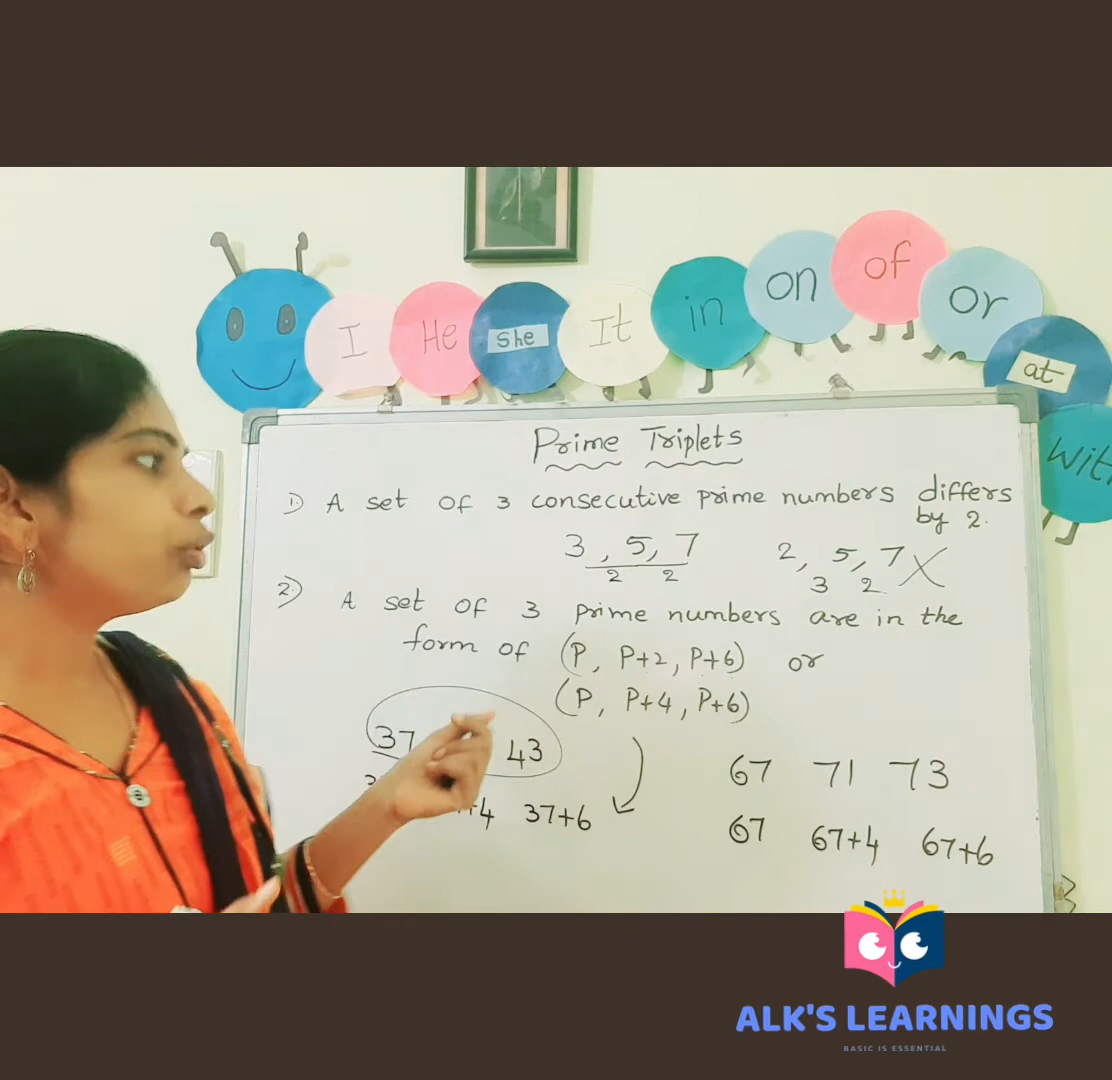 I He she It in on of or at with
Prime Triplets
1) A set of 3 consecutive prime numbers differs
by 2.
3, 5, 7 2, 5, 7 X
2 2 3 2
2) A set of 3 prime numbers are in the
form of (P, P+2, P+6) or
(P, P+4, P+6)
37 43
67 71 73
+4 37+6
67 67+4 67+6
ALK'S LEARNINGS
BASIC IS ESSENTIAL